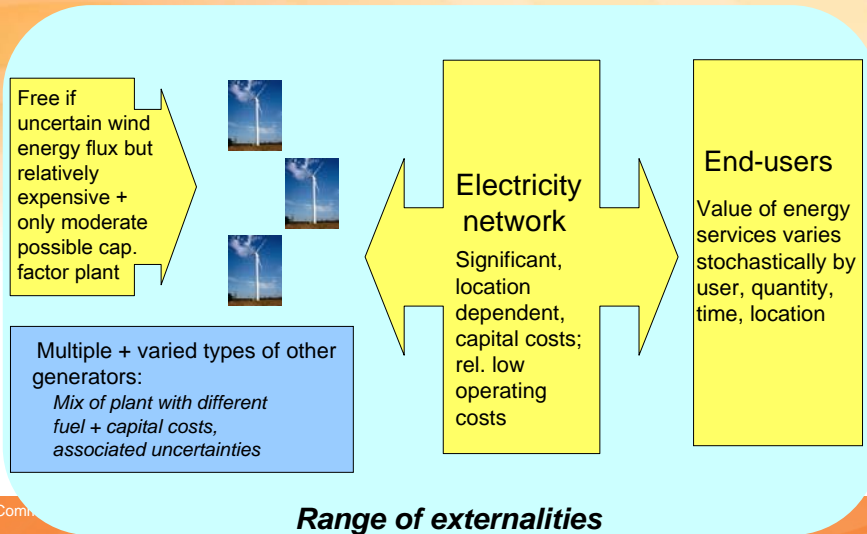 Free if
uncertain wind
energy flux but
relatively
expensive +
only moderate
possible cap.
factor plant
Multiple + varied types of other
generators:
Mix of plant with different
fuel + capital costs,
associated uncertainties
Electricity
network
Significant,
location
dependent,
capital costs;
rel. low
operating
costs
End-users
Value of energy
services varies
stochastically by
user, quantity,
time, location
Range of externalities